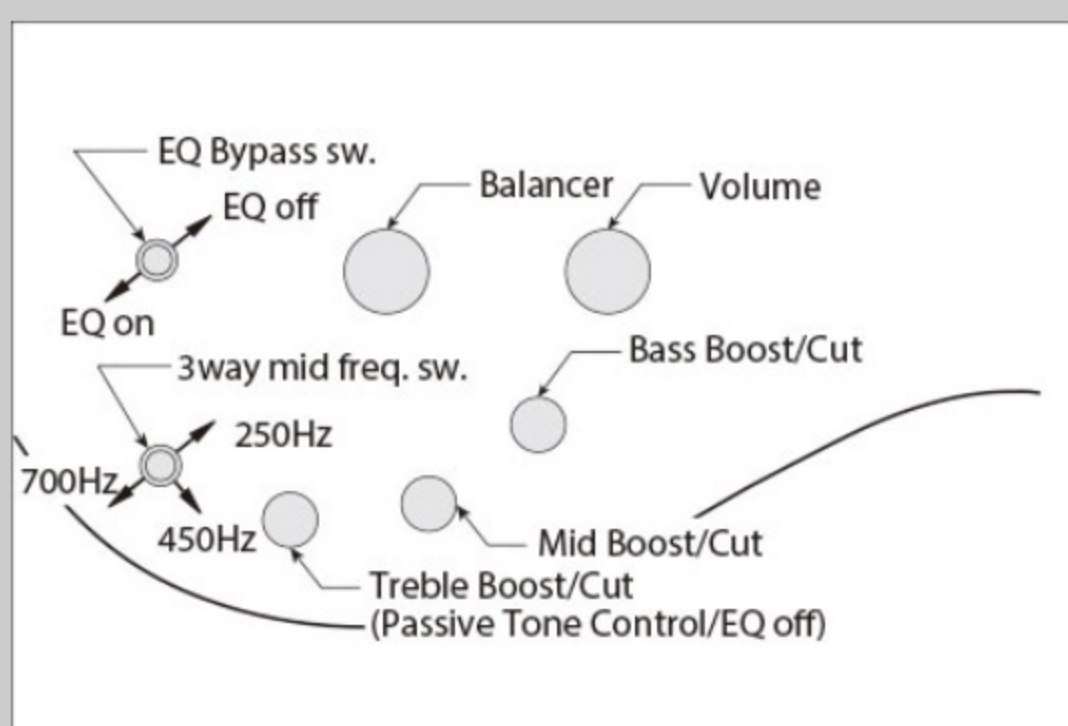 EQ Bypass sw.
EQ off
Balancer
Volume
EQ on
3way mid freq. sw.
Bass Boost/Cut
250Hz
700Hz
450Hz
Mid Boost/Cut
Treble Boost/Cut
(Passive Tone Control/EQ off)